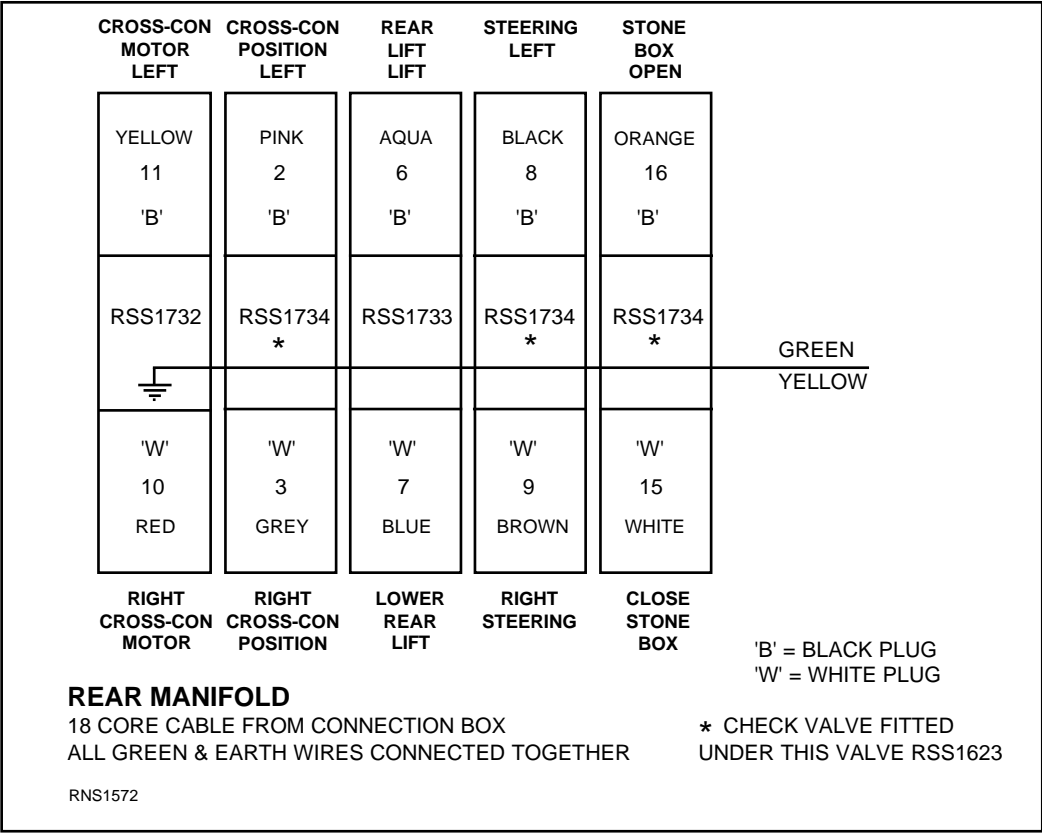 CROSS-CON CROSS-CON REAR STEERING STONE
MOTOR POSITION LIFT LEFT BOX
LEFT LEFT LIFT OPEN
YELLOW PINK AQUA BLACK ORANGE
11 2 6 8 16
'B' 'B' 'B' 'B' 'B'
RSS1732 RSS1734 RSS1733 RSS1734 RSS1734
* * *
GREEN
YELLOW
'W' 'W' 'W' 'W' 'W'
10 3 7 9 15
RED GREY BLUE BROWN WHITE
RIGHT RIGHT LOWER RIGHT CLOSE
CROSS-CON CROSS-CON REAR STEERING STONE
MOTOR POSITION LIFT BOX
'B' = BLACK PLUG
'W' = WHITE PLUG
REAR MANIFOLD
18 CORE CABLE FROM CONNECTION BOX
ALL GREEN & EARTH WIRES CONNECTED TOGETHER
* CHECK VALVE FITTED
UNDER THIS VALVE RSS1623
RNS1572